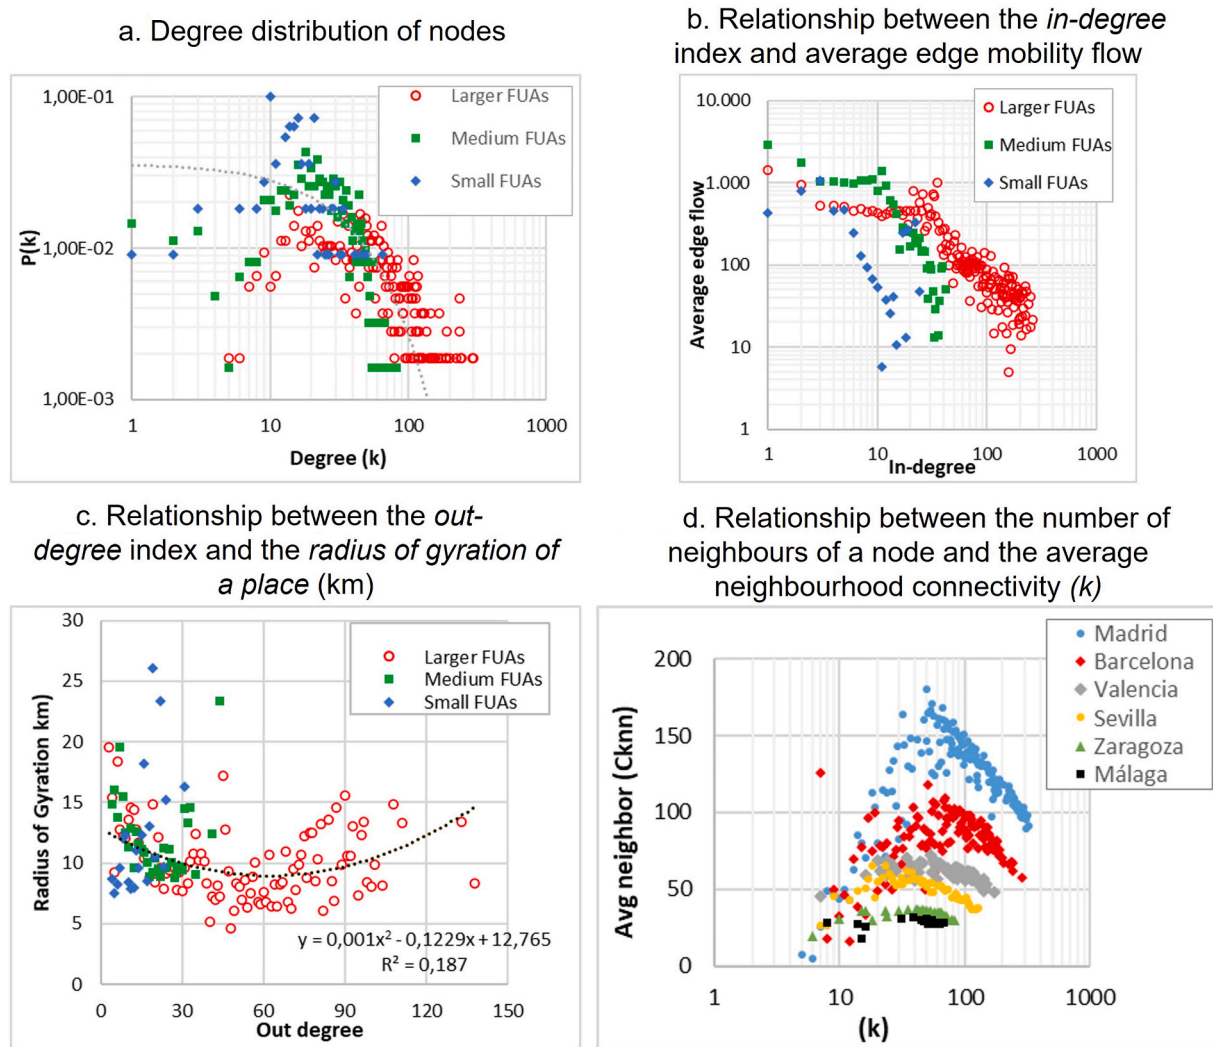 a. Degree distribution of nodes
1,00E-01
1,00E-02
1,00E-03
P(k)
1
10
100
1000
Degree (k)
Larger FUAs
Medium FUAs
Small FUAs
b. Relationship between the in-degree
index and average edge mobility flow
10.000
1.000
100
10
1
Average edge flow
1
10
100
1000
In-degree
Larger FUAs
Medium FUAs
Small FUAs
c. Relationship between the out-
degree index and the radius of gyration of
a place (km)
30
25
20
15
10
5
0
Radius of Gyration km)
0
30
60
90
120
150
Out degree
Larger FUAs
Medium FUAs
Small FUAs
y = 0,001x² - 0,1229x + 12,765
R² = 0,187
d. Relationship between the number of
neighbours of a node and the average
neighbourhood connectivity (k)
200
150
100
50
0
Avg neighbor (Cknn)
1
10
100
1000
(k)
Madrid
Barcelona
Valencia
Sevilla
Zaragoza
Málaga